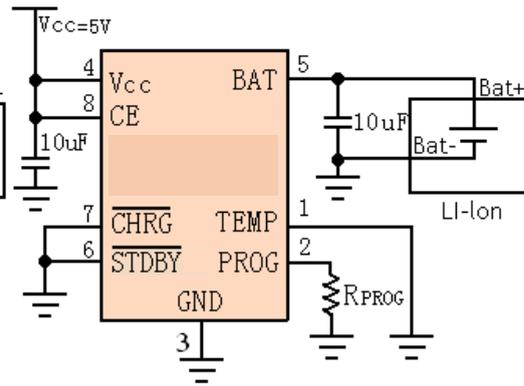 Vcc=5V
4
Vcc
BAT
5
8
CE
Bat+
10uF
10uF
Bat-
LI-lon
7
CHRG
TEMP
1
6
STDBY
PROG
2
RPROG
GND
3